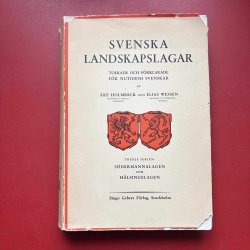 SVENSKA
LANDSKAPSLAGAR
TOLKADE OCH FÖRKLARADE
FÖR NUTIDENS SVENSKAR
AV
ÅKE HOLMBÄCK OCH ELIAS WESSÉN
TREDJE SERIEN:
SÖDERMANNALAGEN
OCH
HÄLSINGELAGEN
Hugo Gebers Förlag, Stockholm